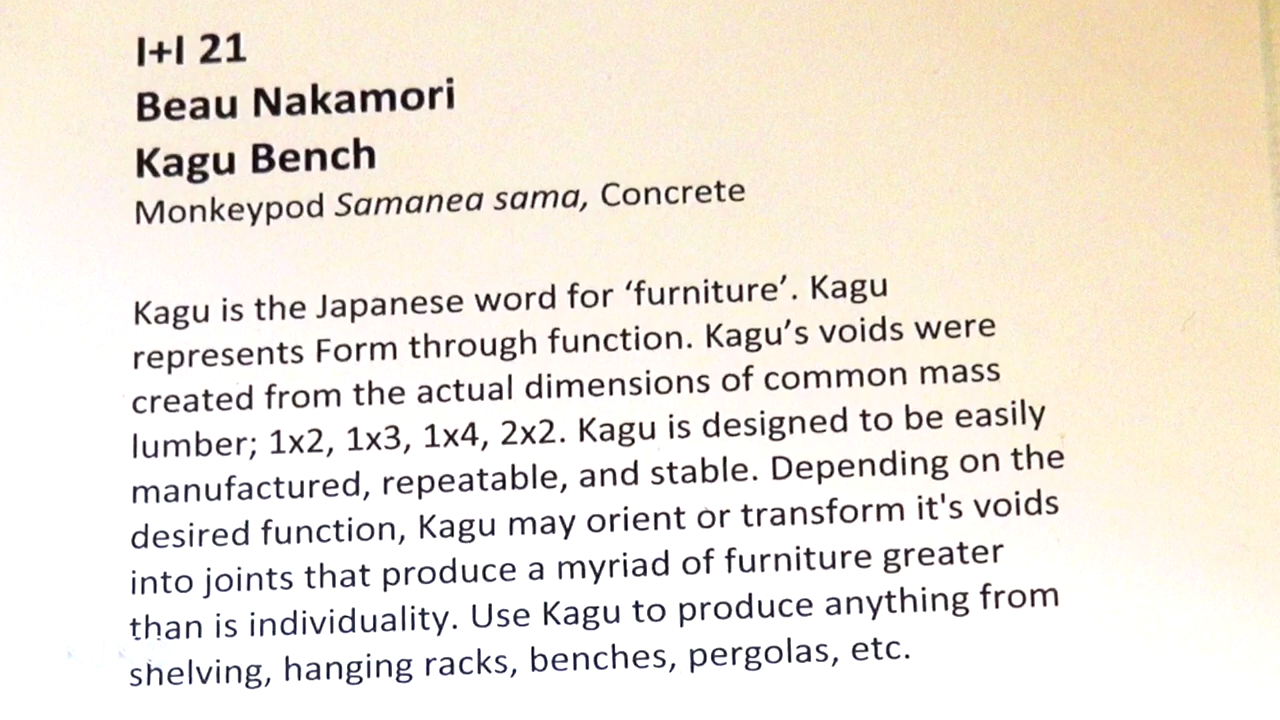 I+I 21
Beau Nakamori
Kagu Bench
Monkeypod Samanea sama, Concrete
Kagu is the Japanese word for ‘furniture’. Kagu
represents Form through function. Kagu’s voids were
created from the actual dimensions of common mass
lumber; 1x2, 1x3, 1x4, 2x2. Kagu is designed to be easily
manufactured, repeatable, and stable. Depending on the
desired function, Kagu may orient or transform it's voids
into joints that produce a myriad of furniture greater
than is individuality. Use Kagu to produce anything from
shelving, hanging racks, benches, pergolas, etc.